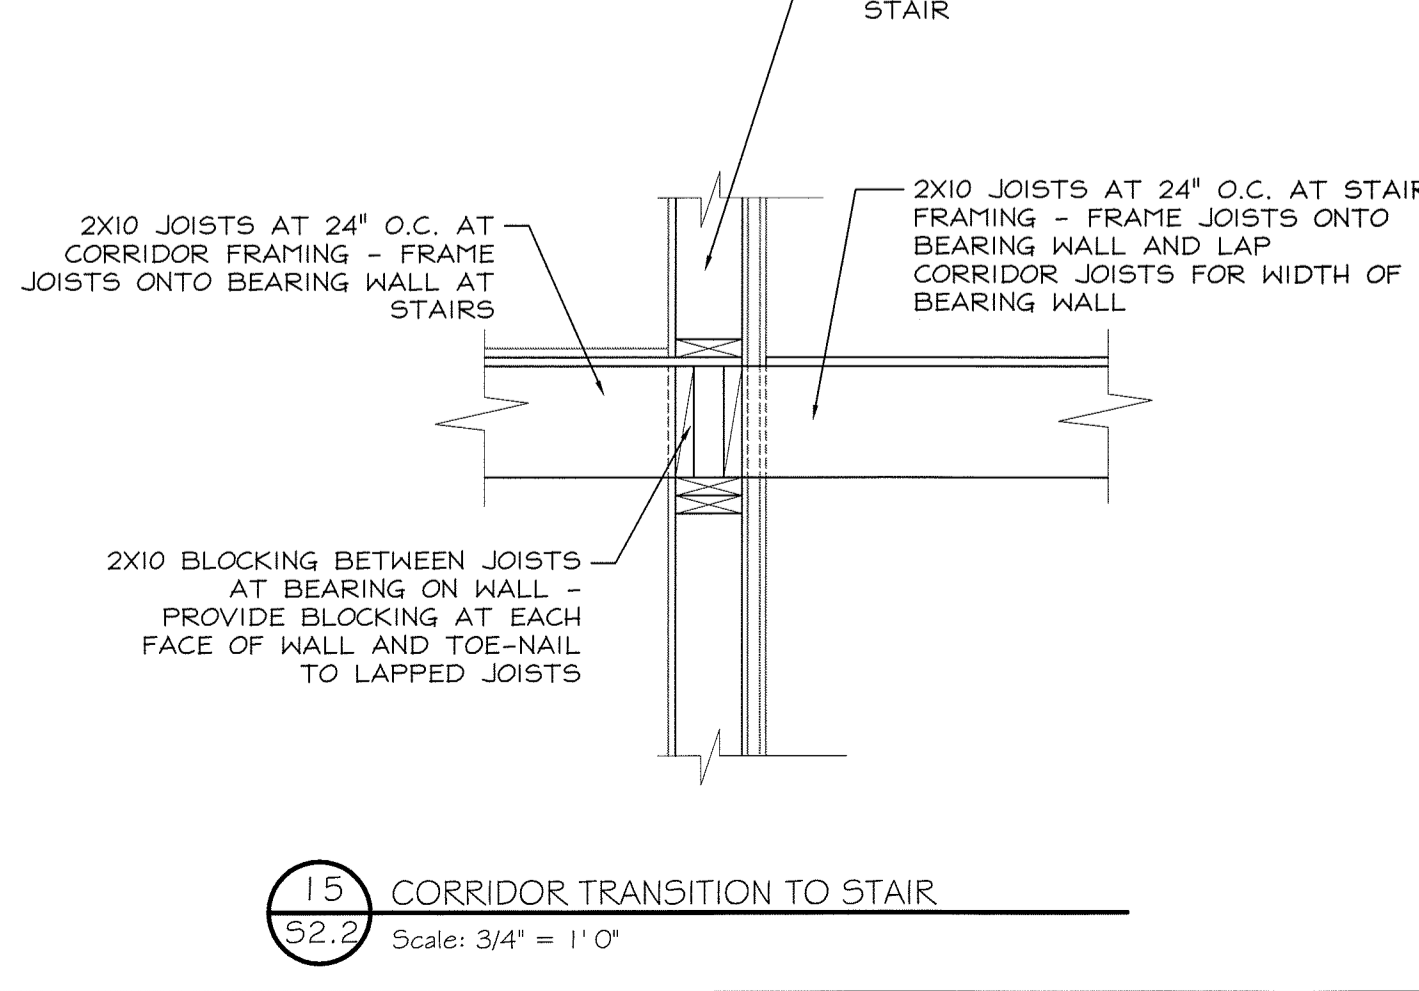 STAIR
2X10 JOISTS AT 24" O.C. AT
CORRIDOR FRAMING - FRAME
JOISTS ONTO BEARING WALL AT
STAIRS
2X10 JOISTS AT 24" O.C. AT STAIR
FRAMING - FRAME JOISTS ONTO
BEARING WALL AND LAP
CORRIDOR JOISTS FOR WIDTH OF
BEARING WALL
2X10 BLOCKING BETWEEN JOISTS
AT BEARING ON WALL -
PROVIDE BLOCKING AT EACH
FACE OF WALL AND TOE-NAIL
TO LAPPED JOISTS
15
S2.2
CORRIDOR TRANSITION TO STAIR
Scale: 3/4" = 1' 0"